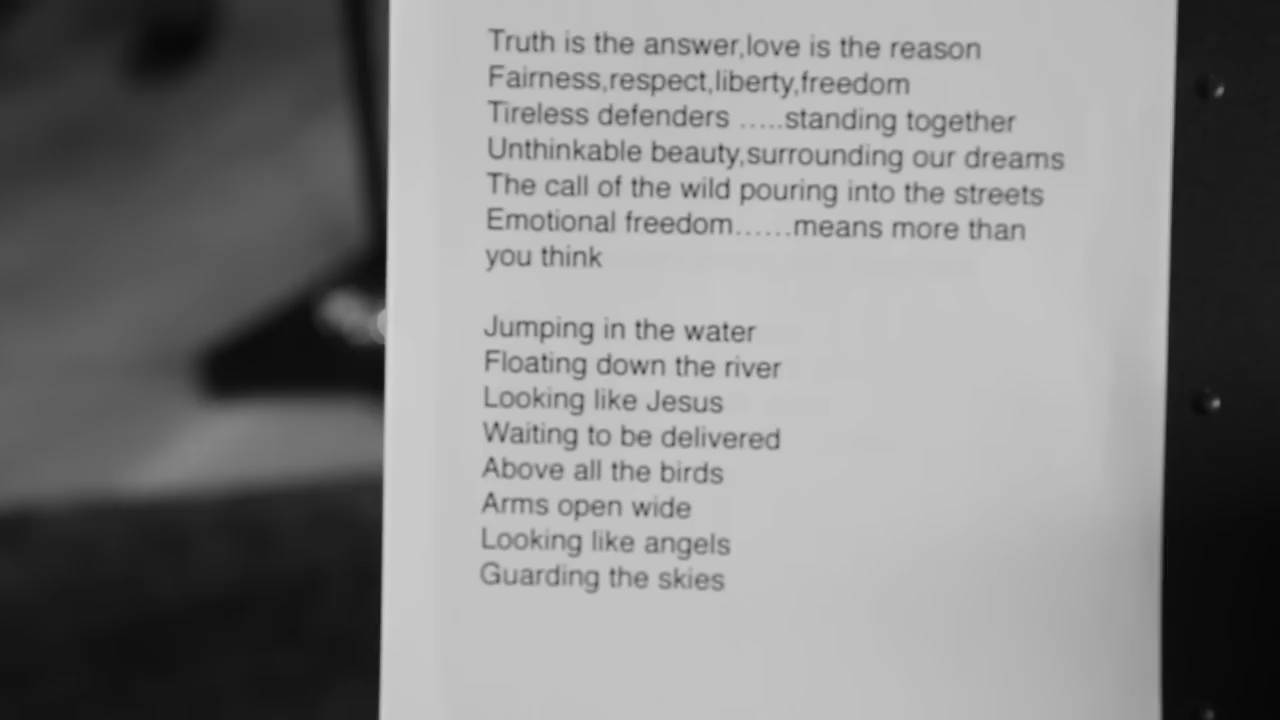 Truth is the answer,love is the reason
Fairness,respect,liberty,freedom
Tireless defenders .....standing together
Unthinkable beauty,surrounding our dreams
The call of the wild pouring into the streets
Emotional freedom......means more than
you think
Jumping in the water
Floating down the river
Looking like Jesus
Waiting to be delivered
Above all the birds
Arms open wide
Looking like angels
Guarding the skies